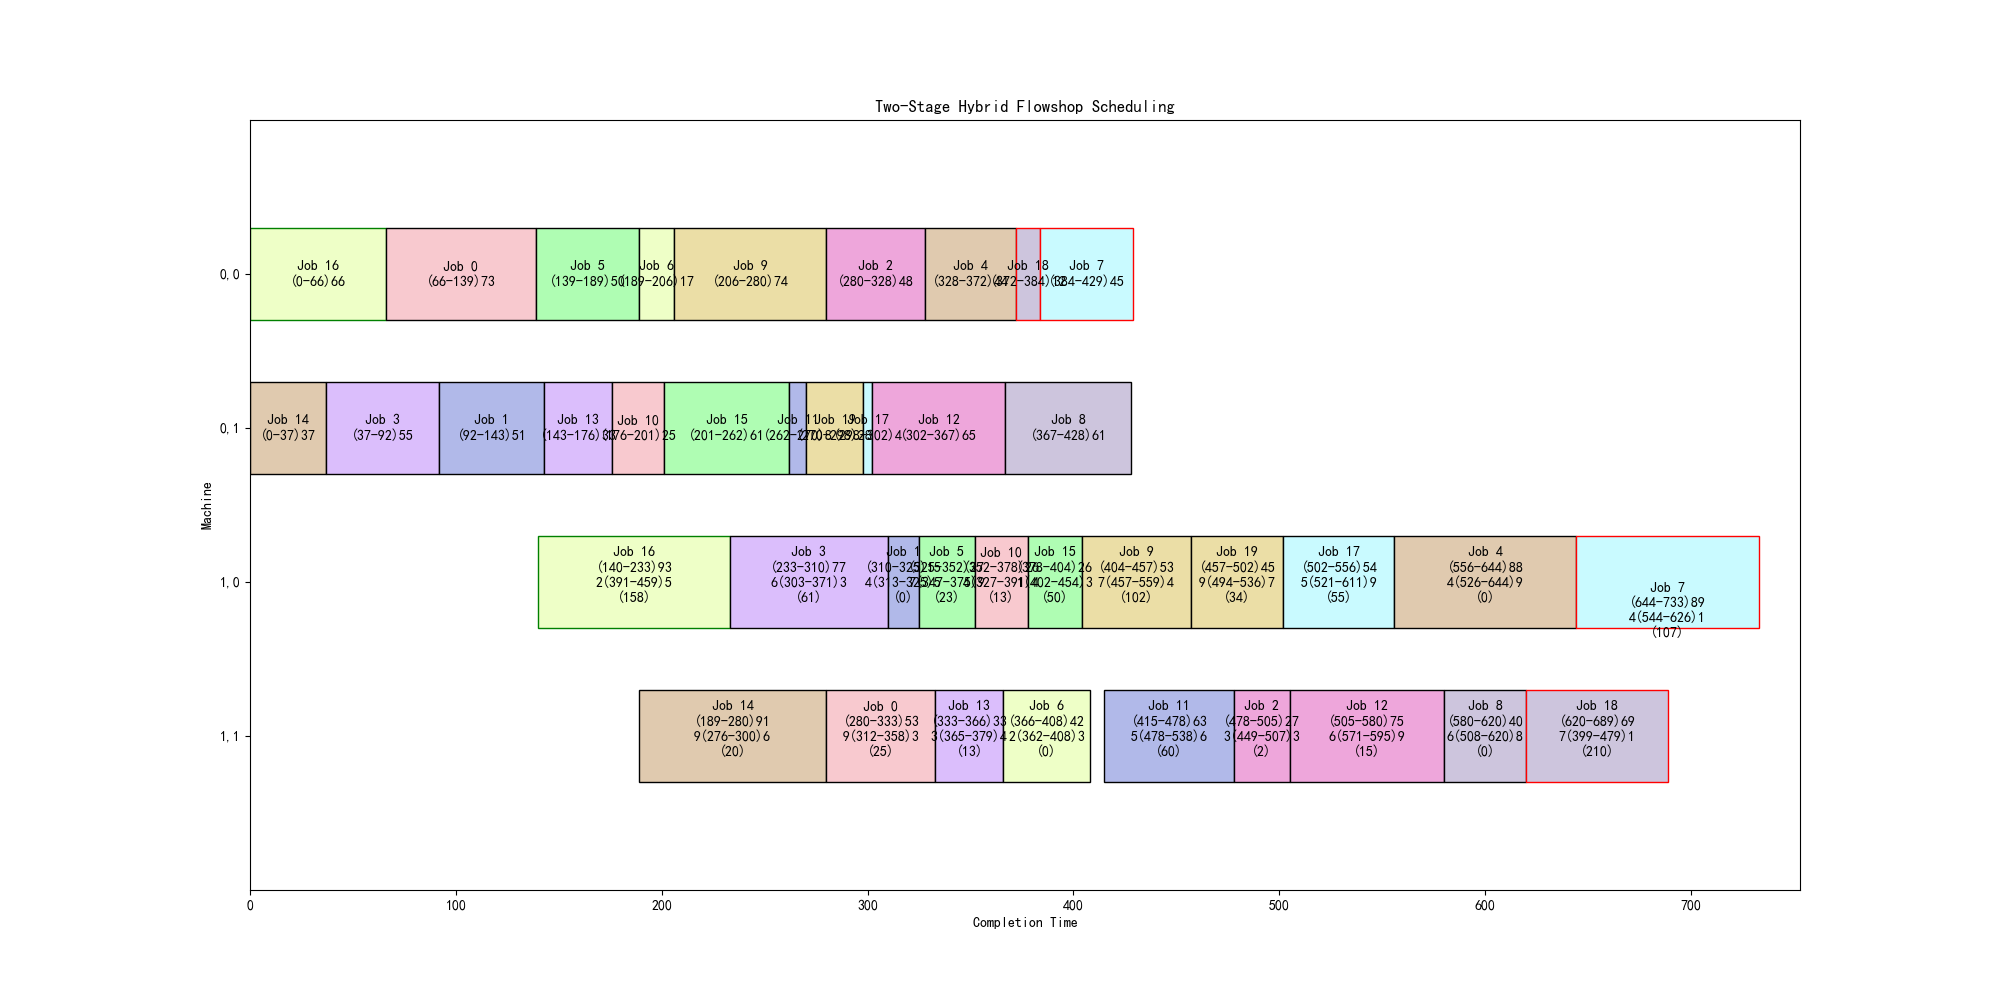 Two-Stage Hybrid Flowshop Scheduling
Machine
0,0
Job 16
(0-66)66
Job 0
(66-139)73
Job 5
(139-189)50
Job 6
(189-206)17
Job 9
(206-280)74
Job 2
(280-328)48
Job 4
(328-372)44
Job 18
(372-384)12
Job 7
(384-429)45
0,1
Job 14
(0-37)37
Job 3
(37-92)55
Job 1
(92-143)51
Job 13
(143-176)33
Job 10
(176-201)25
Job 15
(201-262)61
Job 11
(262-270)8
Job 19
(270-298)28
Job 17
(298-302)4
Job 12
(302-367)65
Job 8
(367-428)61
1,0
Job 16
(140-233)93
2(391-459)5
(158)
Job 3
(233-310)77
6(303-371)3
(61)
Job 1
(310-325)15
(0)
Job 5
(325-352)27
(23)
Job 10
(352-378)26
(13)
Job 15
(378-404)26
1(402-454)3
(50)
Job 9
(404-457)53
7(457-559)4
(102)
Job 19
(457-502)45
9(494-536)7
(34)
Job 17
(502-556)54
5(521-611)9
(55)
Job 4
(556-644)88
4(526-644)9
(0)
Job 7
(644-733)89
4(544-626)1
(107)
1,1
Job 14
(189-280)91
9(276-300)6
(20)
Job 0
(280-333)53
9(312-358)3
(25)
Job 13
(333-366)33
3(365-379)4
(13)
Job 6
(366-408)42
2(362-408)3
(0)
Job 11
(415-478)63
5(478-538)6
(60)
Job 2
(478-505)27
3(449-507)3
(2)
Job 12
(505-580)75
6(571-595)9
(15)
Job 8
(580-620)40
6(508-620)8
(0)
Job 18
(620-689)69
7(399-479)1
(210)
0 100 200 300 400 500 600 700
Completion Time